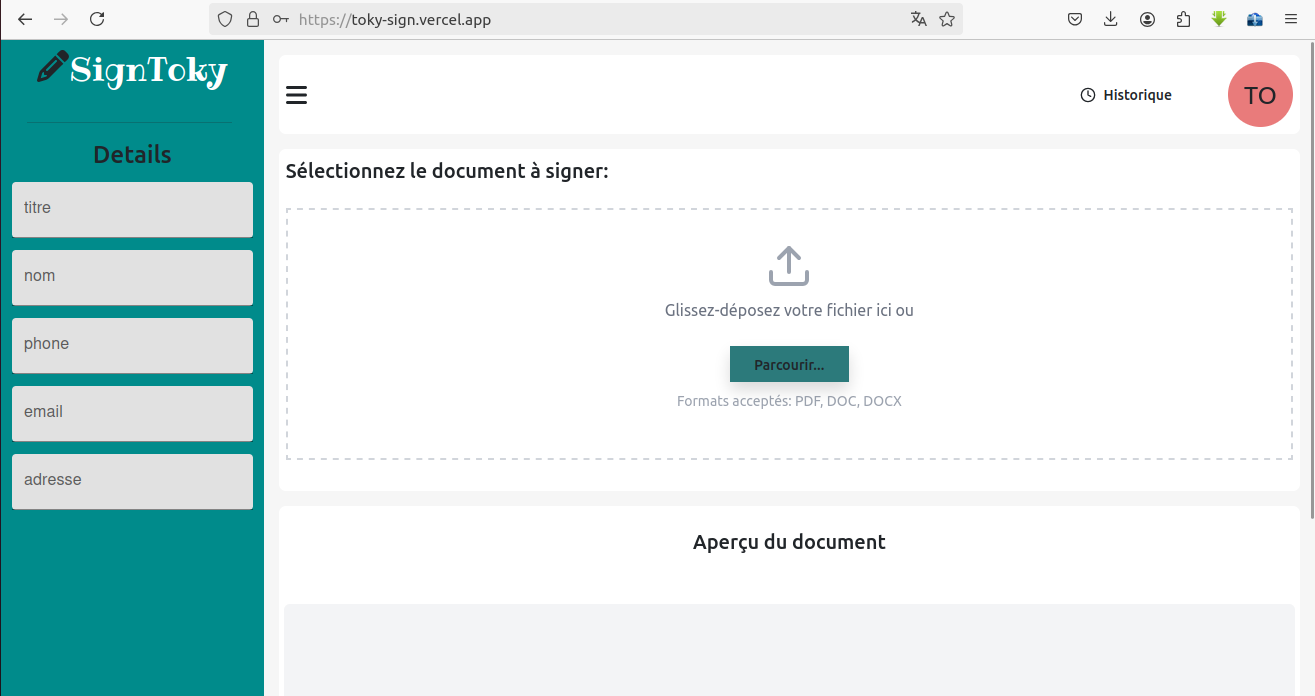 https://toky-sign.vercel.app
SignToky
Details
titre
nom
phone
email
adresse
Historique
TO
Sélectionnez le document à signer:
Glissez-déposez votre fichier ici ou
Parcourir...
Formats acceptés: PDF, DOC, DOCX
Aperçu du document